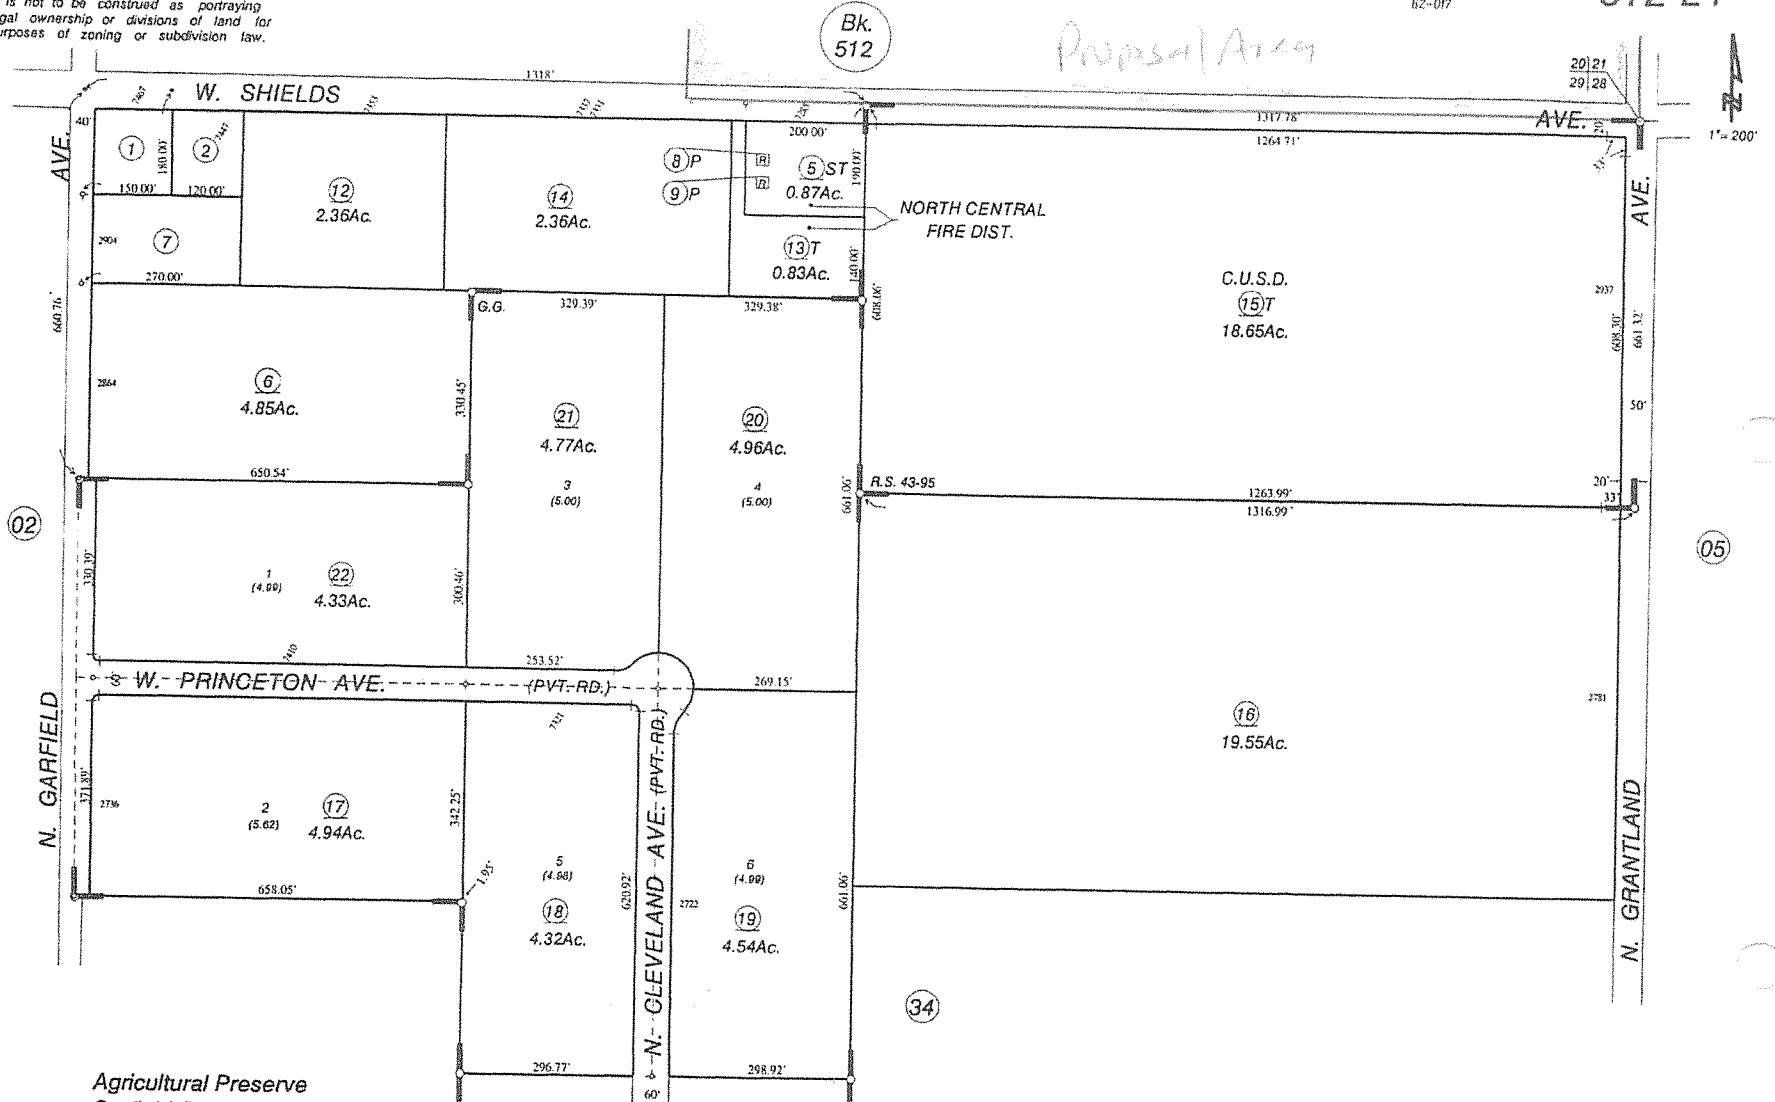 is not to be construed as portraying
gal ownership or divisions of land for
urposes of zoning or subdivision law.
Bk.
512
Proposal Area
62-017
20 21
29 28
1"= 200'
1318'
W. SHIELDS
AVE.
1317.78'
1264.71'
200.00'
40'
20'
33'
AVE.
AVE.
1
2
7447
180.00'
150.00'
120.00'
7
2904
270.00'
12
2.36Ac.
14
2.36Ac.
8 P
R
9 P
R
5 ST
0.87Ac.
190.00'
NORTH CENTRAL
FIRE DIST.
13 T
0.83Ac.
140.00'
608.06'
C.U.S.D.
15 T
18.65Ac.
2937
608.30'
661.32'
50'
660.76'
G.G.
329.39'
329.38'
6
4.85Ac.
2864
330.45'
650.54'
21
4.77Ac.
3
(5.00)
20
4.96Ac.
4
(5.00)
661.06'
R.S. 43-95
1263.99'
1316.99'
20'
33'
02
05
330.39'
1
(4.99)
22
4.33Ac.
300.46'
7410
253.52'
W. PRINCETON AVE.
(PVT. RD.)
269.15'
N. GARFIELD
371.89'
2736
2
(5.62)
17
4.94Ac.
342.25'
658.05'
1.95'
7321
5
(4.98)
18
4.32Ac.
620.92'
N. CLEVELAND AVE. (PVT. RD.)
2722
6
(4.99)
19
4.54Ac.
661.06'
16
19.55Ac.
2781
N. GRANTLAND
34
296.77'
298.92'
60'
Agricultural Preserve